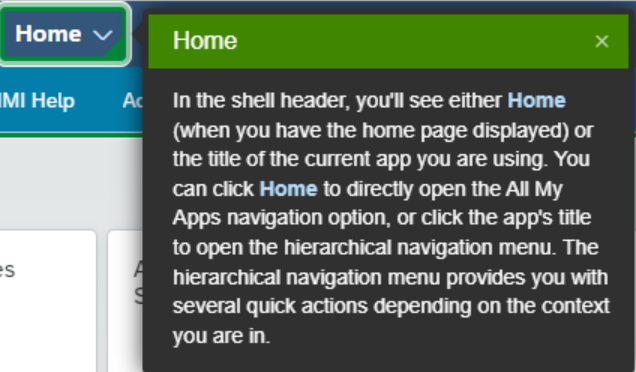 Home
Home
×
IMI Help
In the shell header, you'll see either Home
(when you have the home page displayed) or
the title of the current app you are using. You
can click Home to directly open the All My
Apps navigation option, or click the app's title
to open the hierarchical navigation menu. The
hierarchical navigation menu provides you with
several quick actions depending on the context
you are in.